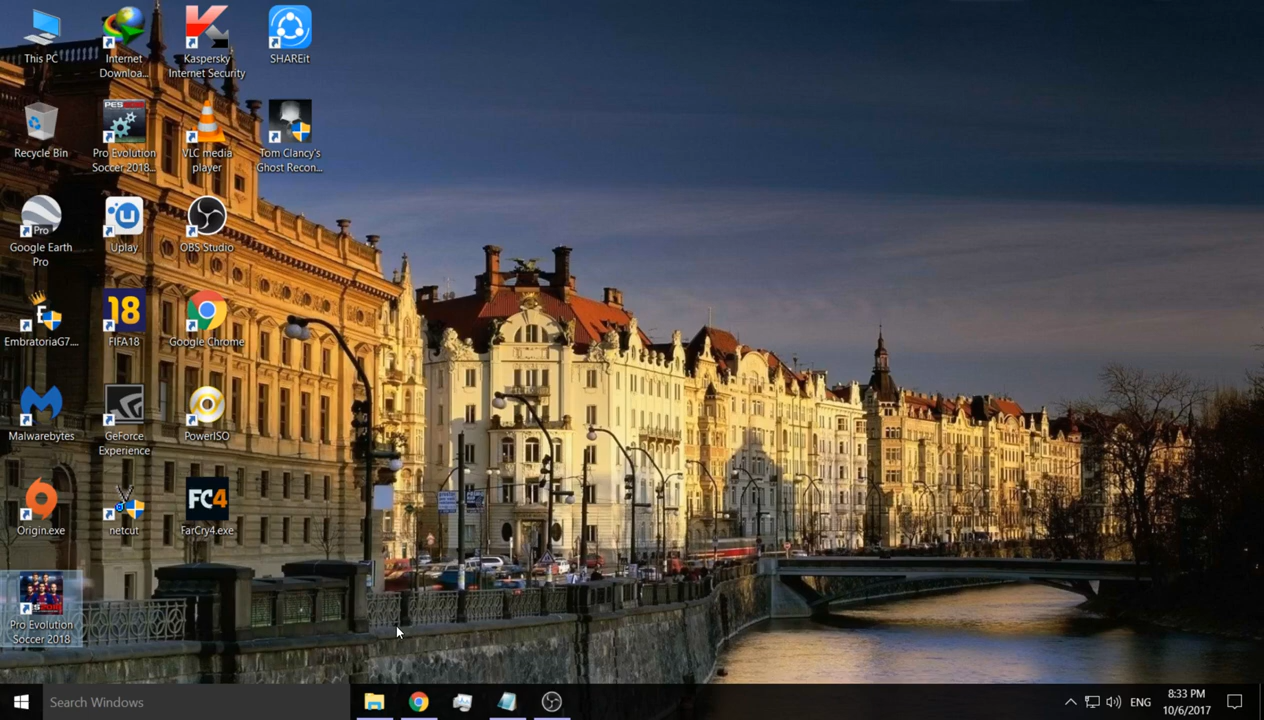 This PC
Internet
Downloa...
Kaspersky
Internet Security
SHAREit
Recycle Bin
PES2018
Pro Evolution
Soccer 2018...
VLC media
player
Tom Clancy's
Ghost Recon...
Pro
Google Earth
Pro
Uplay
OBS Studio
EmbratoriaG7...
18
FIFA18
Google Chrome
Malwarebytes
GeForce
Experience
PowerISO
Origin.exe
netcut
FC4
FarCry4.exe
Pro Evolution
Soccer 2018
Search Windows
ENG
8:33 PM
10/6/2017